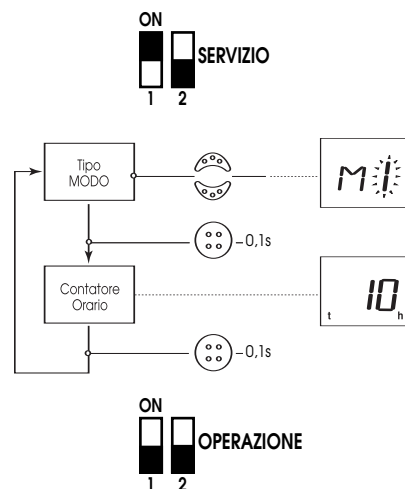 ON
SERVIZIO
1 2
Tipo
MODO
M1
0,1s
Contatore
Orario
10
t h
0,1s
ON
OPERAZIONE
1 2